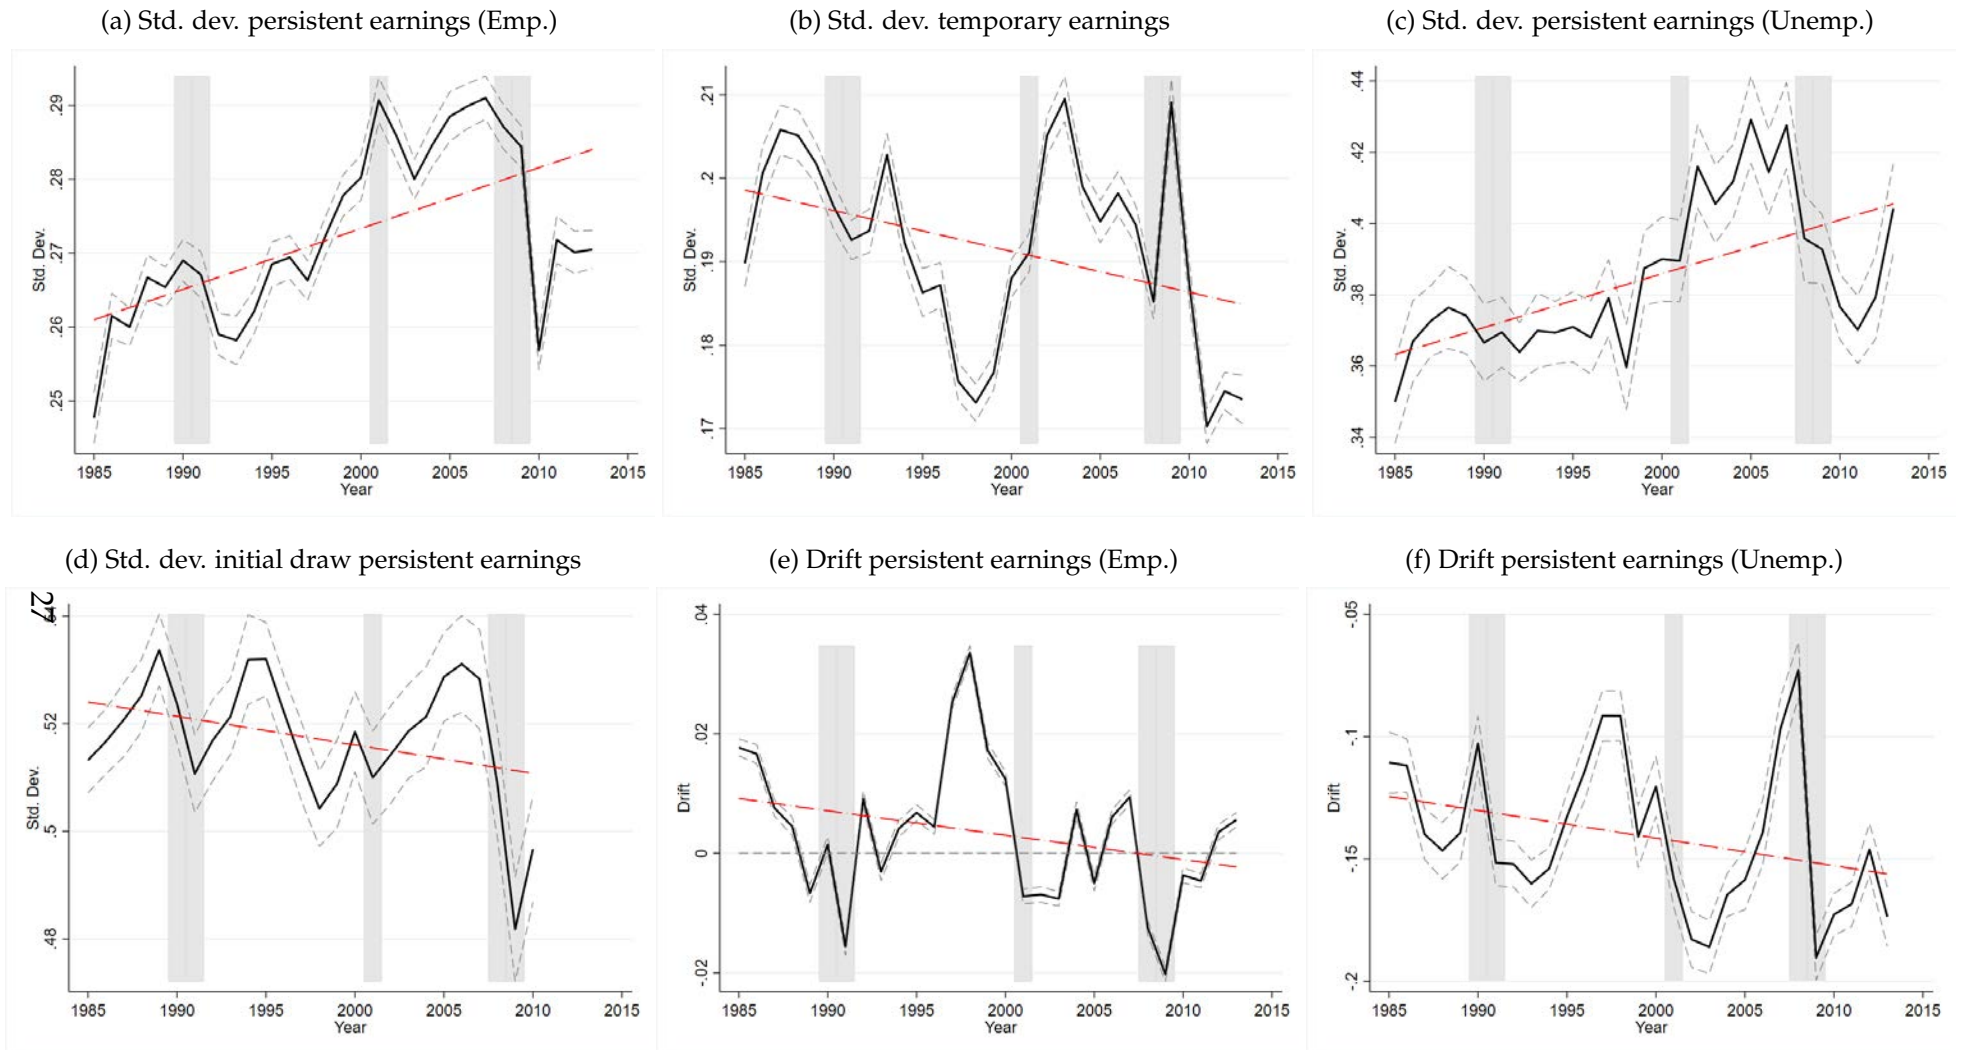 (a) Std. dev. persistent earnings (Emp.)
.29
.28
.27
.26
.25
Std. Dev.
1985 1990 1995 2000 2005 2010 2015
Year
(b) Std. dev. temporary earnings
.21
.2
.19
.18
.17
Std. Dev.
1985 1990 1995 2000 2005 2010 2015
Year
(c) Std. dev. persistent earnings (Unemp.)
.44
.42
.4
.38
.36
.34
Std. Dev.
1985 1990 1995 2000 2005 2010 2015
Year
(d) Std. dev. initial draw persistent earnings
27
.52
.5
.48
Std. Dev.
1985 1990 1995 2000 2005 2010 2015
Year
(e) Drift persistent earnings (Emp.)
.04
.02
0
-.02
Drift
1985 1990 1995 2000 2005 2010 2015
Year
(f) Drift persistent earnings (Unemp.)
-.05
-.1
-.15
-.2
Drift
1985 1990 1995 2000 2005 2010 2015
Year